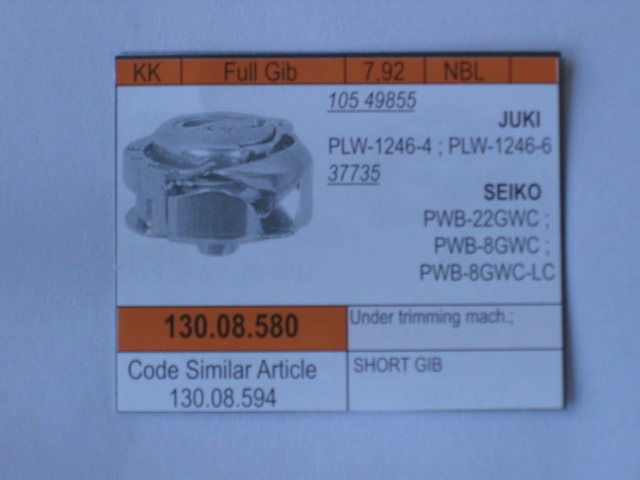 KK Full Gib 7,92 NBL
105 49855
JUKI
PLW-1246-4 ; PLW-1246-6
37735
SEIKO
PWB-22GWC ;
PWB-8GWC ;
PWB-8GWC-LC
130.08.580
Under trimming mach.;
Code Similar Article
130.08.594
SHORT GIB